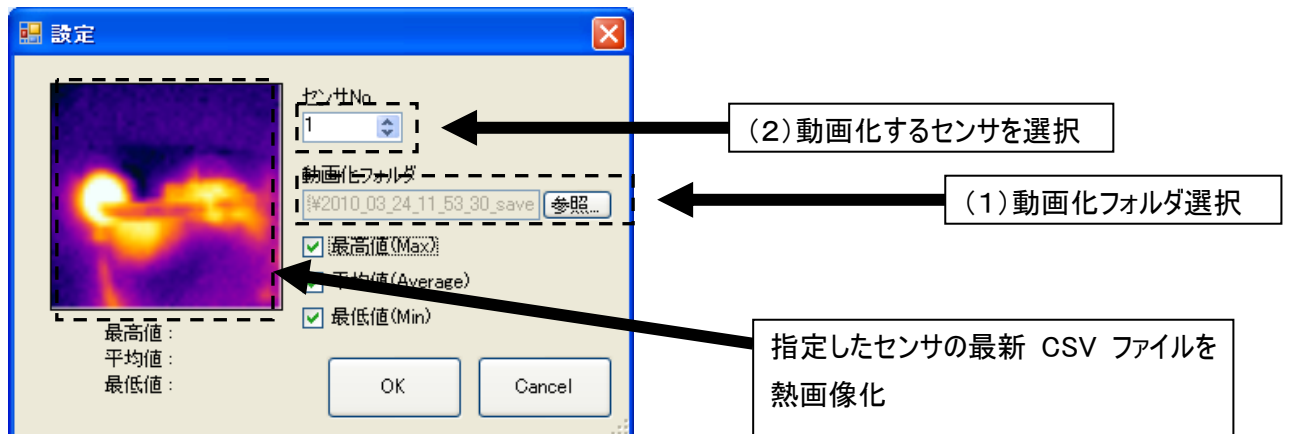 設定
センサNo.
1
(2)動画化するセンサを選択
動画化フォルダ
¥2010_03_24_11_53_30_save
参照...
(1)動画化フォルダ選択
最高値(Max)
平均値(Average)
最低値(Min)
最高値:
平均値:
最低値:
OK
Cancel
指定したセンサの最新 CSV ファイルを
熱画像化